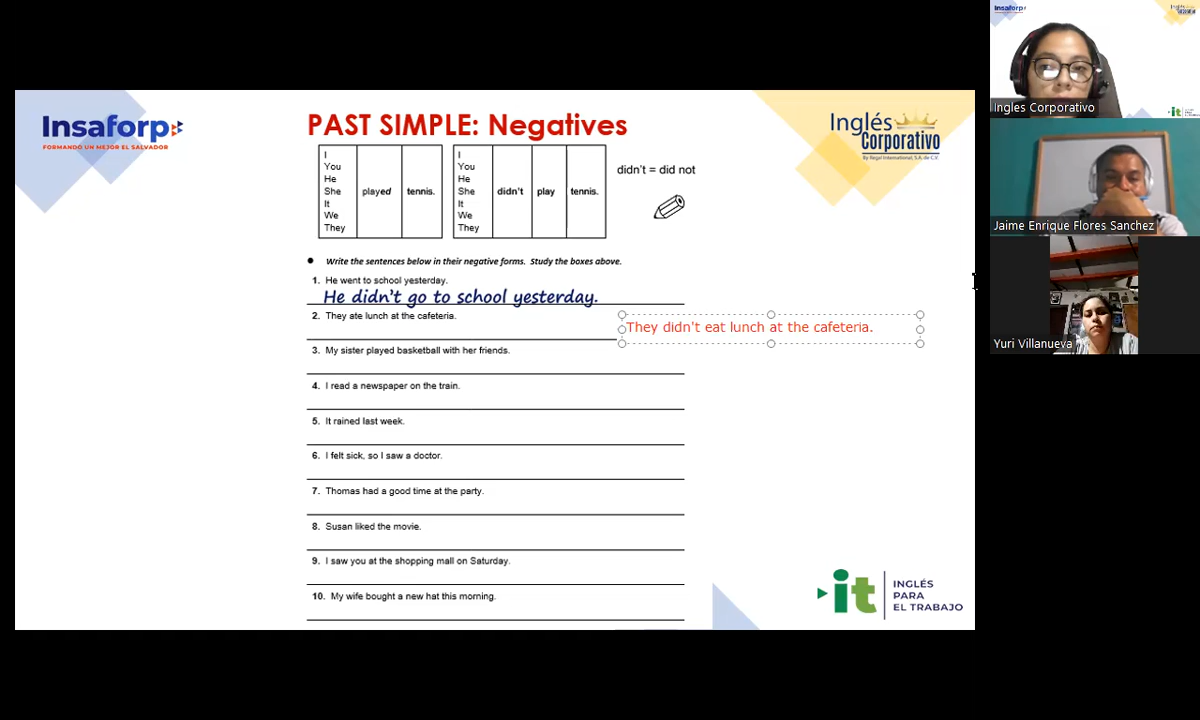 Insaforp
FORMANDO UN MEJOR EL SALVADOR
PAST SIMPLE: Negatives
Inglés
Corporativo
By Regal International, S.A. de C.V.
I
You
He
She
It
We
They
played
tennis.
I
You
He
She
It
We
They
didn't
play
tennis.
didn't = did not
Write the sentences below in their negative forms. Study the boxes above.
1. He went to school yesterday.
He didn't go to school yesterday.
2. They ate lunch at the cafeteria.
They didn't eat lunch at the cafeteria.
3. My sister played basketball with her friends.
4. I read a newspaper on the train.
5. It rained last week.
6. I felt sick, so I saw a doctor.
7. Thomas had a good time at the party.
8. Susan liked the movie.
9. I saw you at the shopping mall on Saturday.
10. My wife bought a new hat this morning.
it
INGLÉS
PARA
EL TRABAJO
Insaforp
Ingles Corporativo
Jaime Enrique Flores Sanchez
Yuri Villanueva